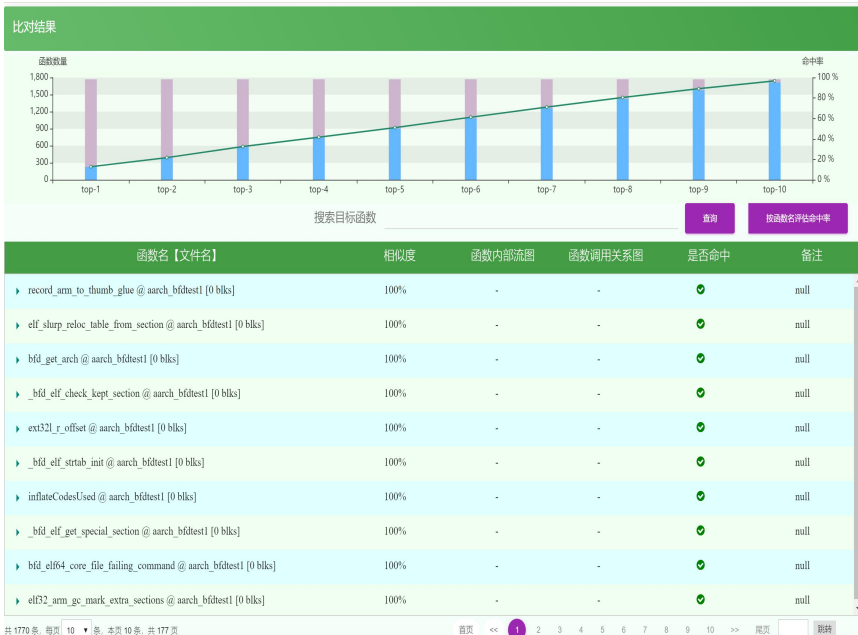 比对结果
函数数量 命中率
1,800 100 %
1,500 80 %
1,200 60 %
900
600 40 %
300 20 %
0 0 %
top-1 top-2 top-3 top-4 top-5 top-6 top-7 top-8 top-9 top-10
搜索目标函数 查询 按函数名评估命中率
函数名【文件名】 相似度 函数内部流图 函数调用关系图 是否命中 备注
record_arm_to_thumb_glue @ aarch_bfdtest1 [0 blks] 100% - - null
elf_slurp_reloc_table_from_section @ aarch_bfdtest1 [0 blks] 100% - - null
bfd_get_arch @ aarch_bfdtest1 [0 blks] 100% - - null
_bfd_elf_check_kept_section @ aarch_bfdtest1 [0 blks] 100% - - null
ext32l_r_offset @ aarch_bfdtest1 [0 blks] 100% - - null
_bfd_elf_strtab_init @ aarch_bfdtest1 [0 blks] 100% - - null
inflateCodesUsed @ aarch_bfdtest1 [0 blks] 100% - - null
_bfd_elf_get_special_section @ aarch_bfdtest1 [0 blks] 100% - - null
bfd_elf64_core_file_failing_command @ aarch_bfdtest1 [0 blks] 100% - - null
elf32_arm_gc_mark_extra_sections @ aarch_bfdtest1 [0 blks] 100% - - null
共 1770 条, 每页 10 条, 本页 10 条, 共 177 页 首页 << 1 2 3 4 5 6 7 8 9 10 >> 尾页 跳转